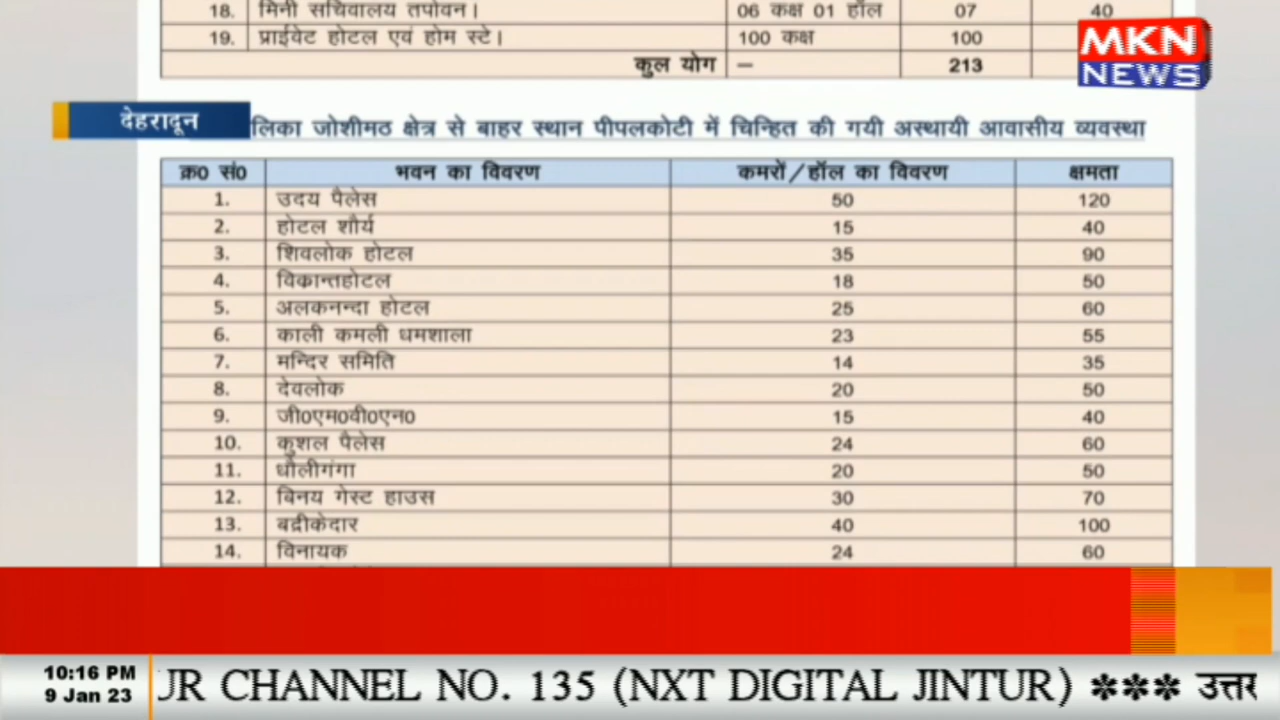 18. मिनी सचिवालय तपोवन। 06 कक्ष 01 हॉल 07 40
19. प्राईवेट होटल एवं होम स्टे। 100 कक्ष 100
कुल योग – 213
MKN
NEWS
देहरादून
लिका जोशीमठ क्षेत्र से बाहर स्थान पीपलकोटी में चिन्हित की गयी अस्थायी आवासीय व्यवस्था
क्र0 सं0 भवन का विवरण कमरों/हॉल का विवरण क्षमता
1. उदय पैलेस 50 120
2. होटल शौर्य 15 40
3. शिवलोक होटल 35 90
4. विक्रान्तहोटल 18 50
5. अलकनन्दा होटल 25 60
6. काली कमली धमशाला 23 55
7. मन्दिर समिति 14 35
8. देवलोक 20 50
9. जी0एम0वी0एन0 15 40
10. कुशल पैलेस 24 60
11. धौलीगंगा 20 50
12. बिनय गेस्ट हाउस 30 70
13. बद्रीकेदार 40 100
14. विनायक 24 60
10:16 PM
9 Jan 23
UR CHANNEL NO. 135 (NXT DIGITAL JINTUR) *** उत्तर